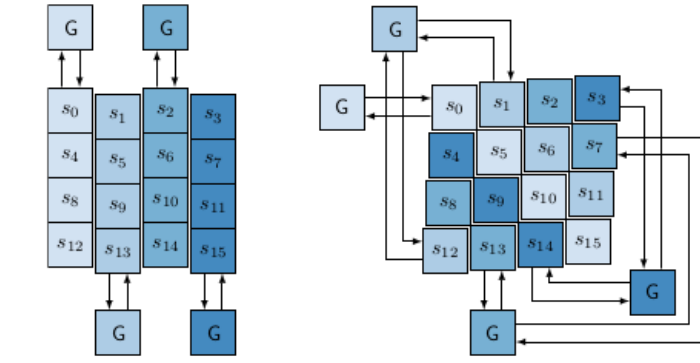 G G
s₀ s₁ s₂ s₃
s₄ s₅ s₆ s₇
s₈ s₉ s₁₀ s₁₁
s₁₂ s₁₃ s₁₄ s₁₅
G G
G
G
s₀ s₁ s₂ s₃
s₄ s₅ s₆ s₇
s₈ s₉ s₁₀ s₁₁
s₁₂ s₁₃ s₁₄ s₁₅
G
G